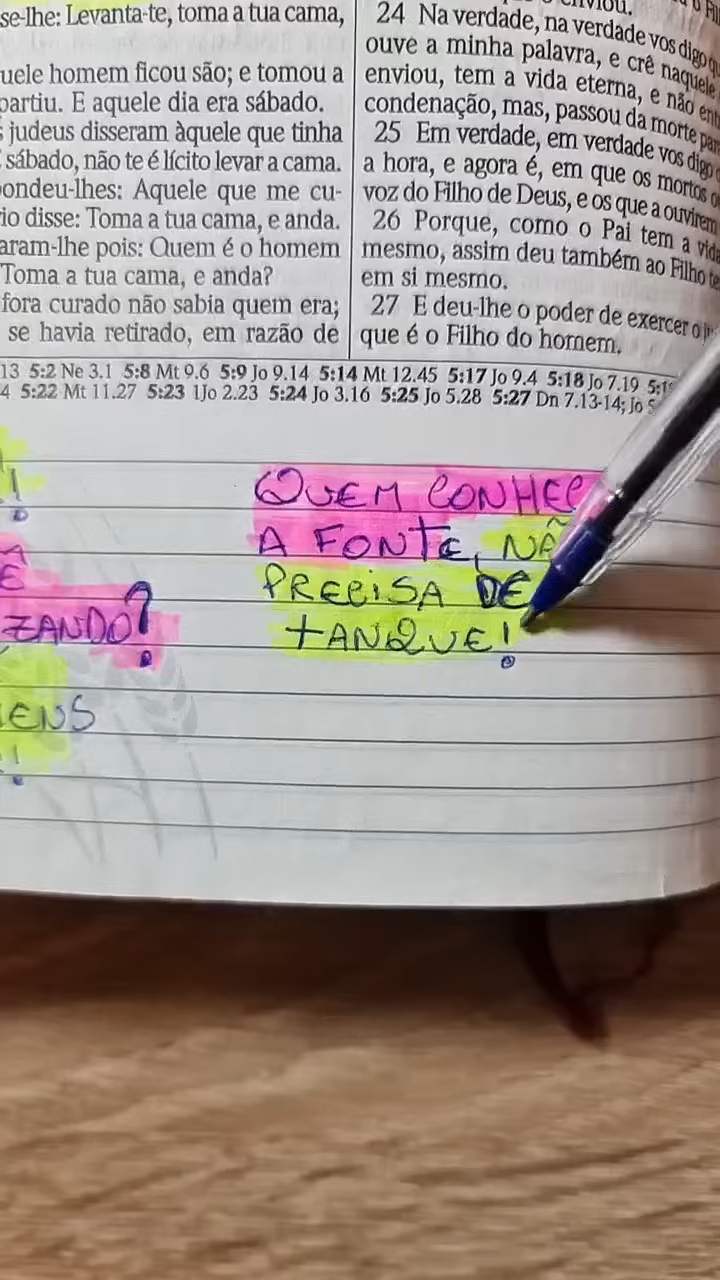 se-lhe: Levanta-te, toma a tua cama,
uele homem ficou são; e tomou a
partiu. E aquele dia era sábado.
judeus disseram àquele que tinha
sábado, não te é lícito levar a cama.
ondeu-lhes: Aquele que me cu-
io disse: Toma a tua cama, e anda.
aram-lhe pois: Quem é o homem
Toma a tua cama, e anda?
fora curado não sabia quem era;
se havia retirado, em razão de
enviou.
24 Na verdade, na verdade vos digo
ouve a minha palavra, e crê naquele
enviou, tem a vida eterna, e não
condenação, mas, passou da morte
25 Em verdade, em verdade vos digo
a hora, e agora é, em que os mortos
voz do Filho de Deus, e os que a ouvirem
26 Porque, como o Pai tem a vida
mesmo, assim deu também ao Filho
em si mesmo.
27 E deu-lhe o poder de exercer o
que é o Filho do homem.
13 5:2 Ne 3.1 5:8 Mt 9.6 5:9 Jo 9.14 5:14 Mt 12.45 5:17 Jo 9.4 5:18 Jo 7.19
4 5:22 Mt 11.27 5:23 1Jo 2.23 5:24 Jo 3.16 5:25 Jo 5.28 5:27 Dn 7.13-14; Jo
!
Ê
ZANDO?
ENS
!
QUEM CONHEC
A FONTE, NÃ
PRECISA DE
TANQUE!